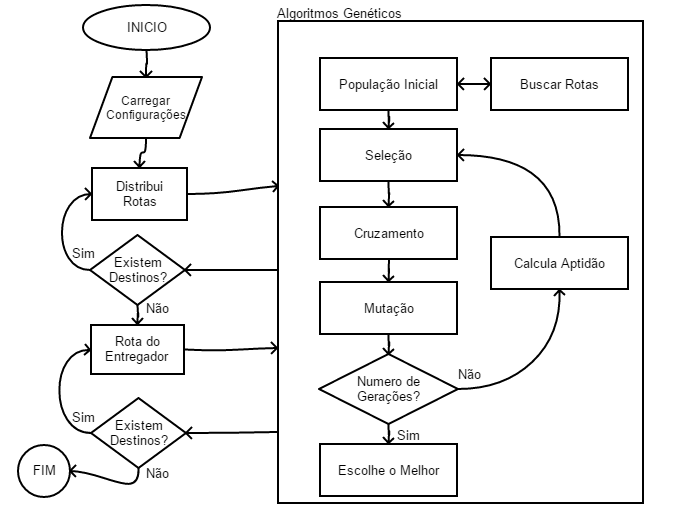 Algoritmos Genéticos
INICIO
Carregar
Configurações
Distribui
Rotas
Sim
Existem
Destinos?
Não
Rota do
Entregador
Sim
Existem
Destinos?
Não
FIM
População Inicial
Buscar Rotas
Seleção
Cruzamento
Calcula Aptidão
Mutação
Numero de
Gerações?
Não
Sim
Escolhe o Melhor